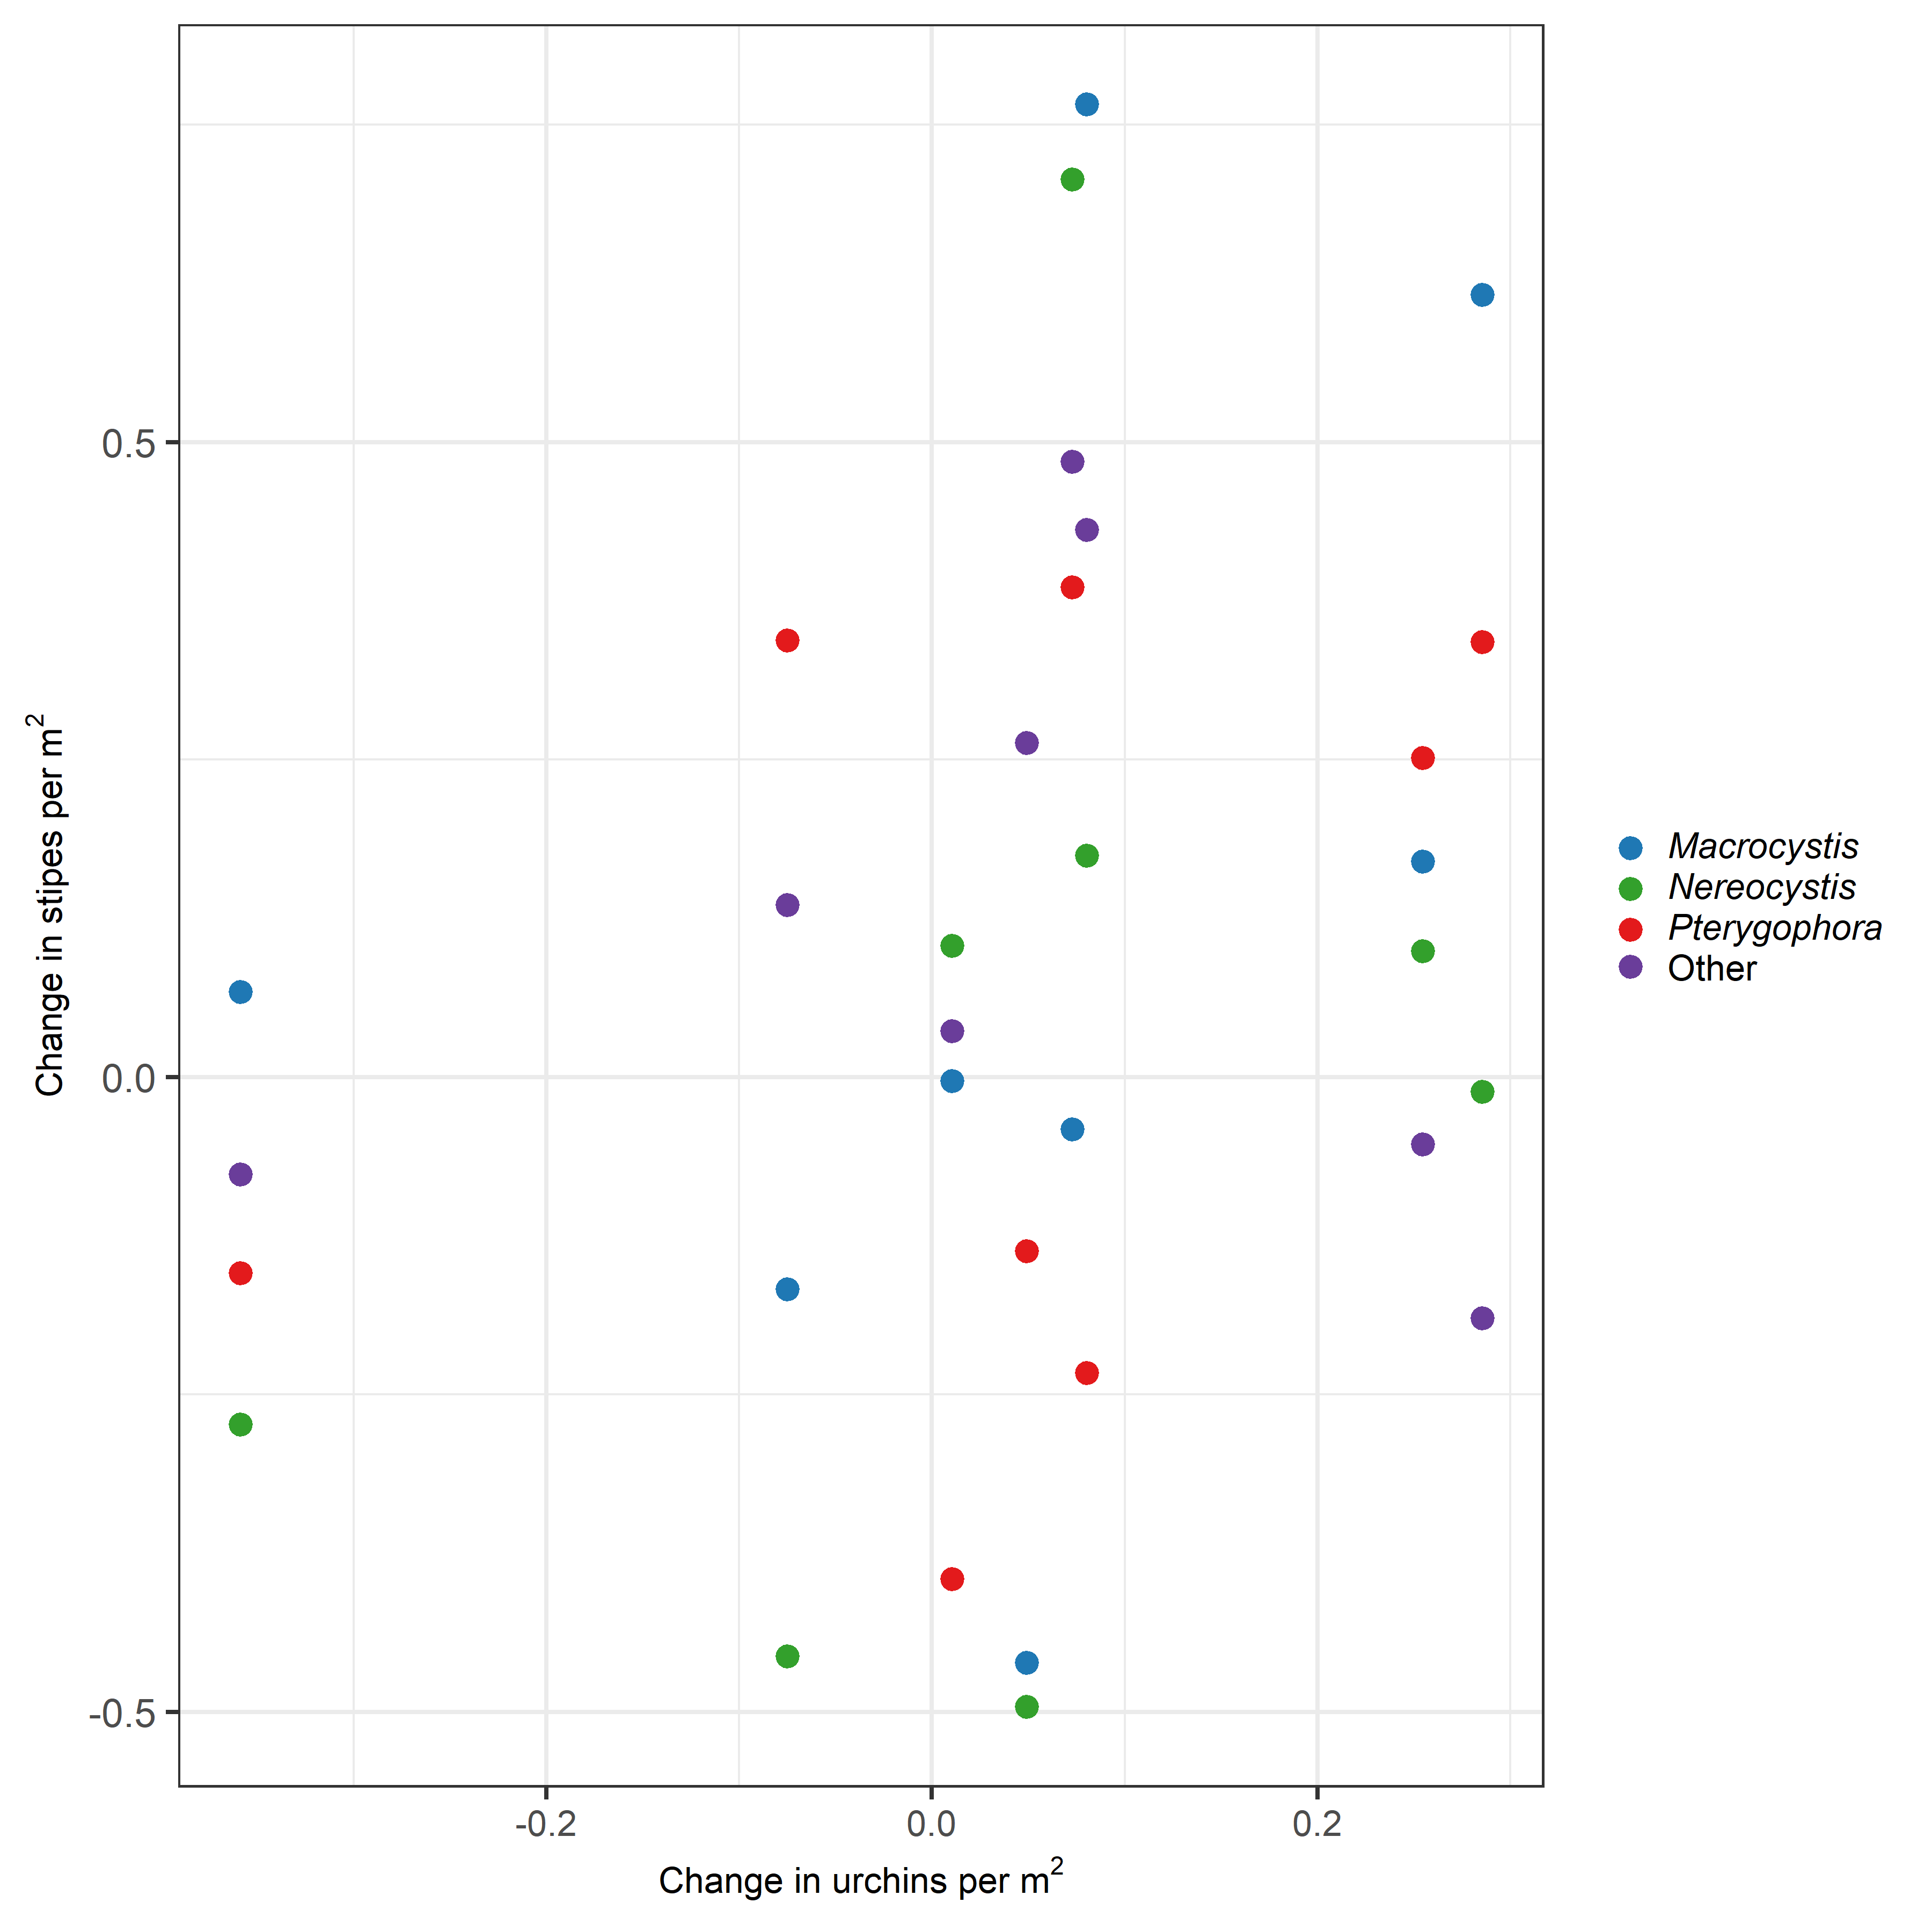 Change in stipes per m²
0.5
0.0
-0.5
-0.2
0.0
0.2
Change in urchins per m²
Macrocystis
Nereocystis
Pterygophora
Other